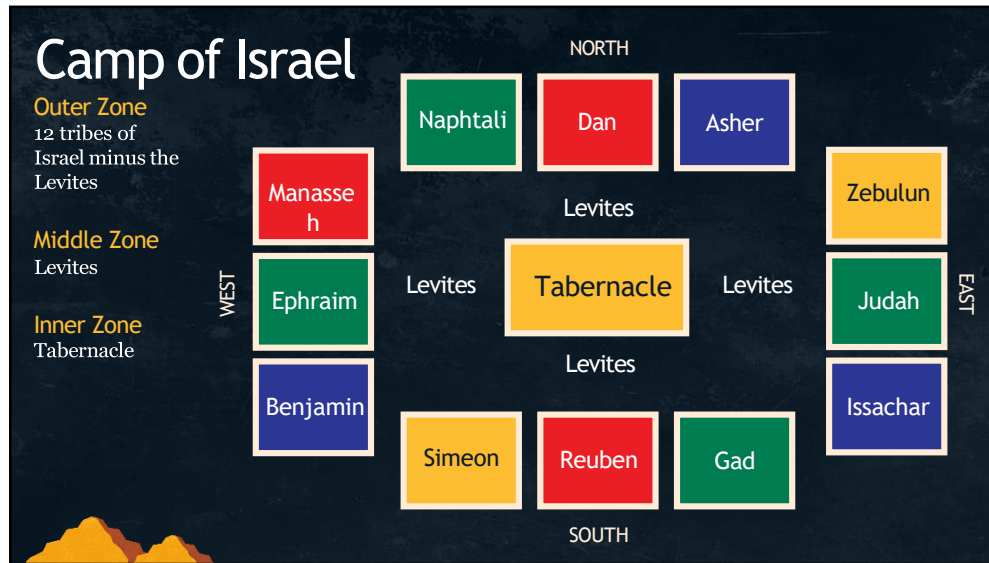 Camp of Israel
Outer Zone
12 tribes of
Israel minus the
Levites
Middle Zone
Levites
Inner Zone
Tabernacle
NORTH
Naphtali
Dan
Asher
Manasse
h
Ephraim
Benjamin
WEST
Levites
Levites
Tabernacle
Levites
Levites
Zebulun
Judah
Issachar
EAST
Simeon
Reuben
Gad
SOUTH